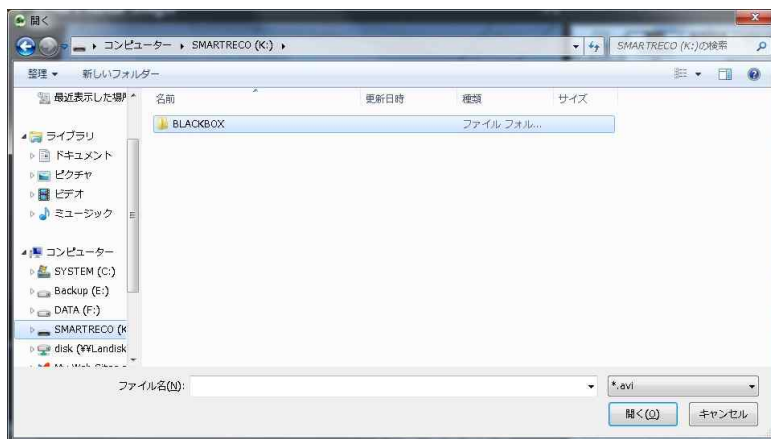 開く
コンピューター ▸ SMARTRECO (K:) ▸
SMARTRECO (K:)の検索
整理 新しいフォルダー
最近表示した場所
名前 更新日時 種類 サイズ
BLACKBOX ファイル フォル...
ライブラリ
ドキュメント
ピクチャ
ビデオ
ミュージック
コンピューター
SYSTEM (C:)
Backup (E:)
DATA (F:)
SMARTRECO (K
disk (¥¥Landisk
ファイル名(N):
*.avi
開く(O) キャンセル